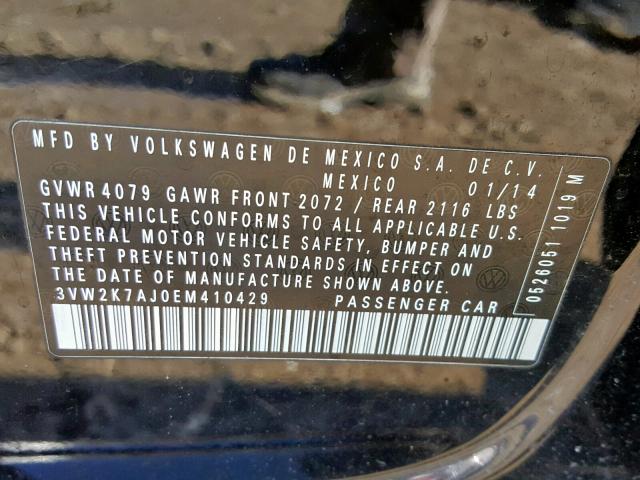 MFD BY VOLKSWAGEN DE MEXICO S.A. DE C.V.
MEXICO 01/14
GVWR 4079 GAWR FRONT 2072 / REAR 2116 LBS
THIS VEHICLE CONFORMS TO ALL APPLICABLE U.S.
FEDERAL MOTOR VEHICLE SAFETY, BUMPER AND
THEFT PREVENTION STANDARDS IN EFFECT ON
THE DATE OF MANUFACTURE SHOWN ABOVE.
3VW2K7AJ0EM410429 PASSENGER CAR
0526051 1019 M